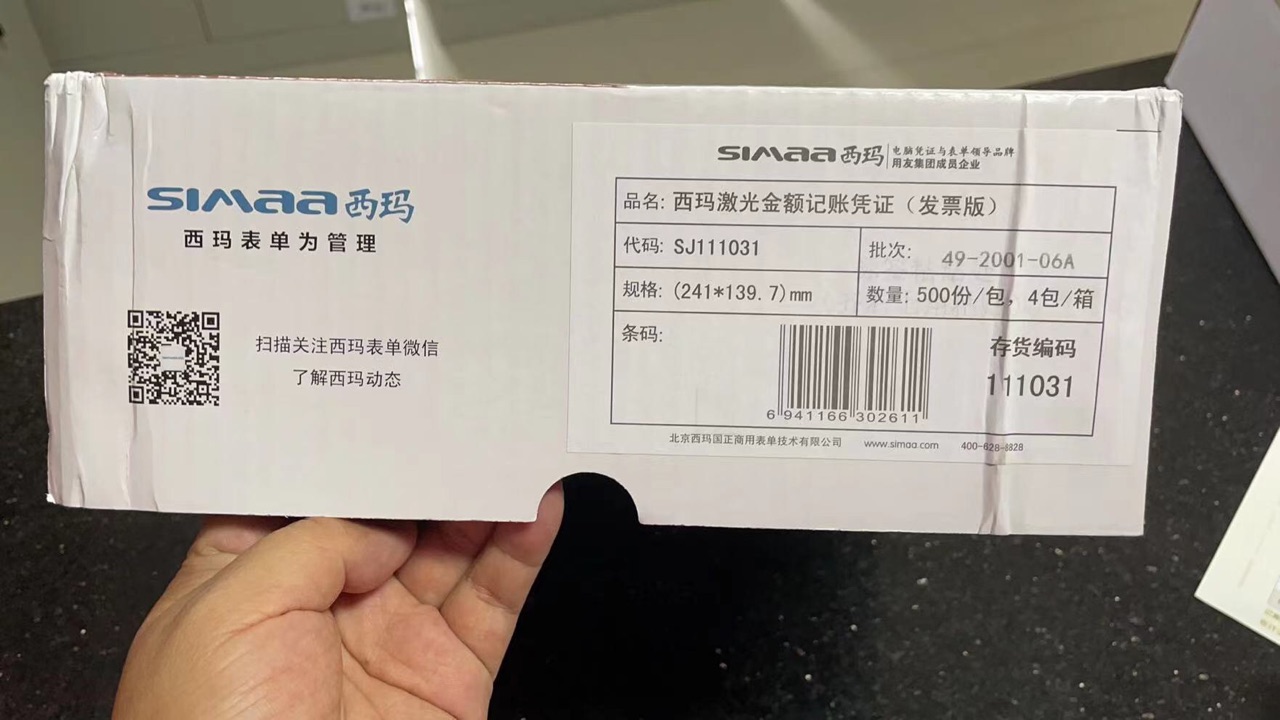 SIMAA西玛
西玛表单为管理
扫描关注西玛表单微信
了解西玛动态
SIMAA西玛 电脑凭证与表单领导品牌
用友集团成员企业
品名: 西玛激光金额记账凭证（发票版）
代码: SJ111031
批次: 49-2001-06A
规格: (241*139.7)mm
数量: 500份/包, 4包/箱
条码:
6 941166 302611
存货编码
111031
北京西玛国正商用表单技术有限公司 www.simaa.com 400-628-8828